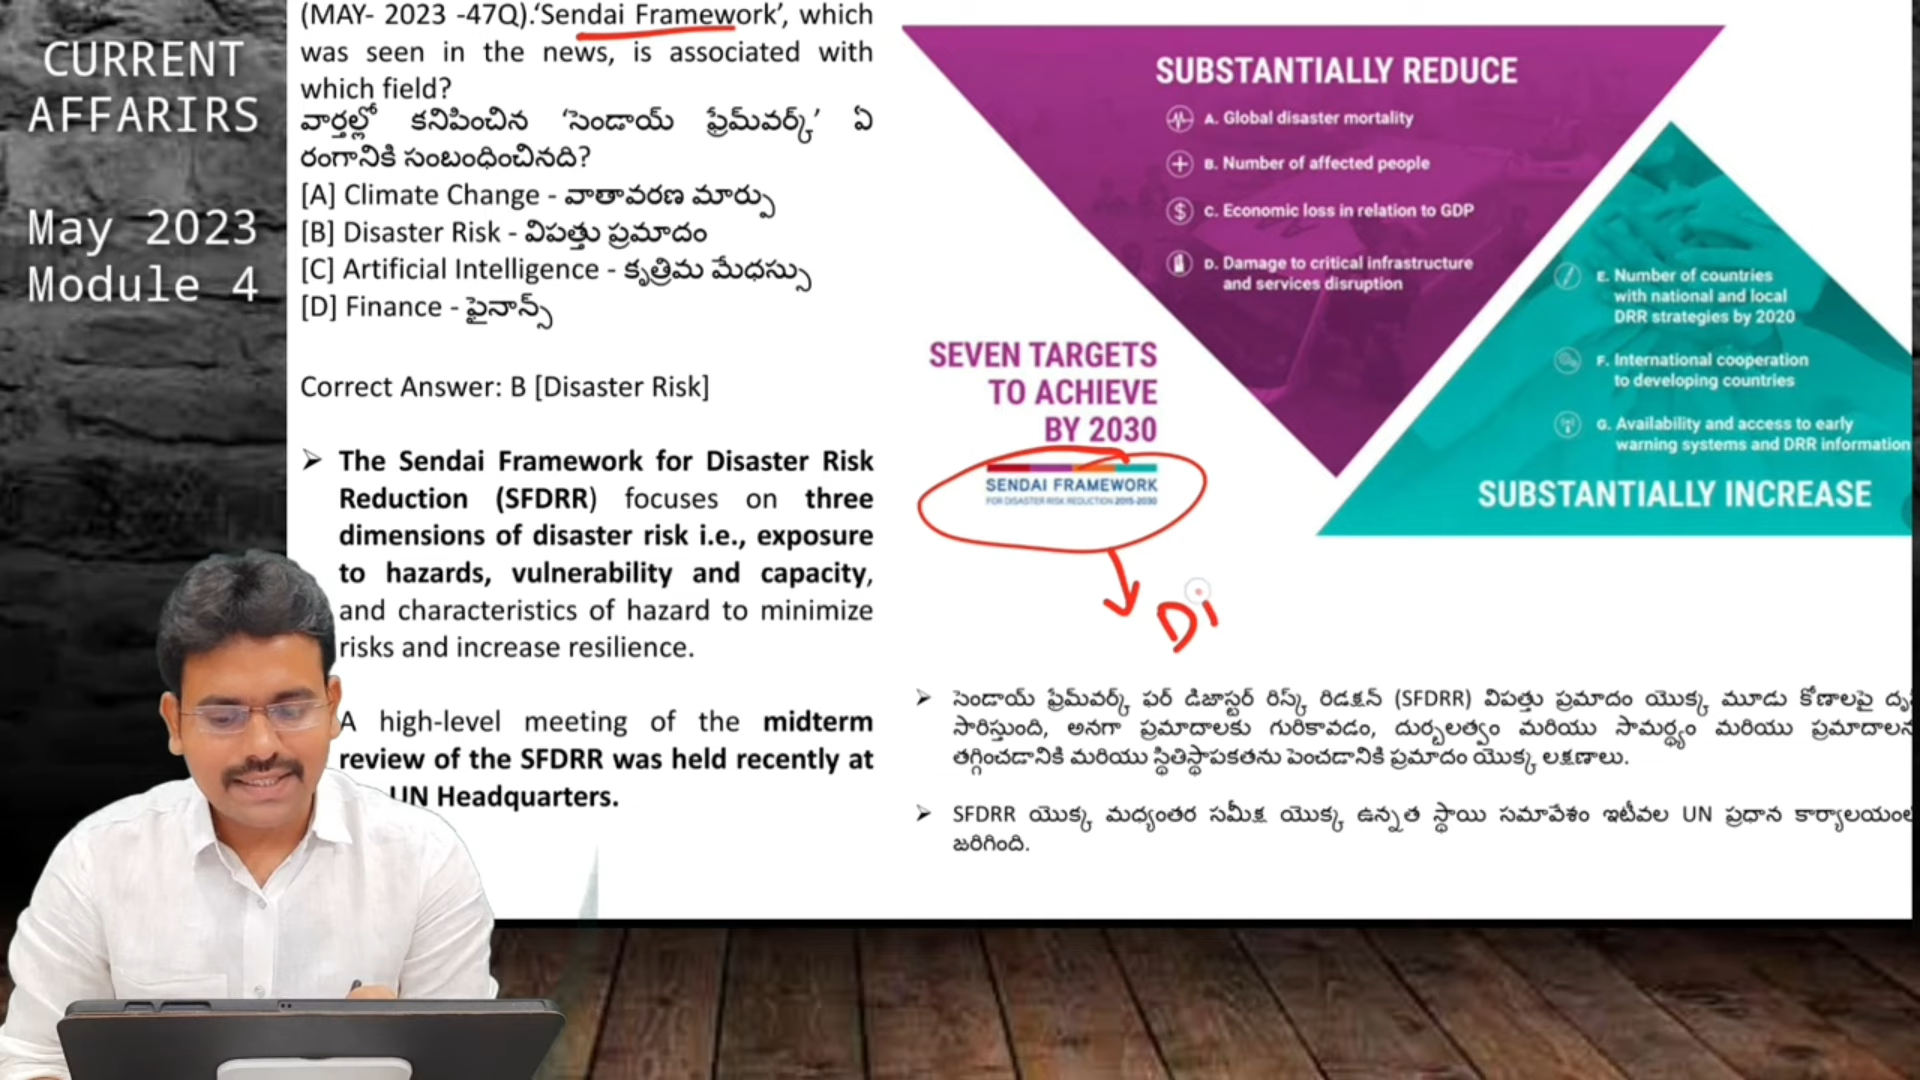 CURRENT
AFFARIRS
May 2023
Module 4
(MAY- 2023 -47Q).‘Sendai Framework’, which
was seen in the news, is associated with
which field?
వార్తల్లో కనిపించిన ‘సెండాయ్ ఫ్రేమ్‌వర్క్’ ఏ
రంగానికి సంబంధించినది?
[A] Climate Change - వాతావరణ మార్పు
[B] Disaster Risk - విపత్తు ప్రమాదం
[C] Artificial Intelligence - కృత్రిమ మేధస్సు
[D] Finance - ఫైనాన్స్
Correct Answer: B [Disaster Risk]
➢ The Sendai Framework for Disaster Risk
Reduction (SFDRR) focuses on three
dimensions of disaster risk i.e., exposure
to hazards, vulnerability and capacity,
and characteristics of hazard to minimize
risks and increase resilience.
A high-level meeting of the midterm
review of the SFDRR was held recently at
UN Headquarters.
SUBSTANTIALLY REDUCE
A. Global disaster mortality
B. Number of affected people
C. Economic loss in relation to GDP
D. Damage to critical infrastructure
and services disruption
E. Number of countries
with national and local
DRR strategies by 2020
F. International cooperation
to developing countries
G. Availability and access to early
warning systems and DRR information
SUBSTANTIALLY INCREASE
SEVEN TARGETS
TO ACHIEVE
BY 2030
SENDAI FRAMEWORK
FOR DISASTER RISK REDUCTION 2015-2030
Di
➢ సెండాయ్ ఫ్రేమ్‌వర్క్ ఫర్ డిజాస్టర్ రిస్క్ రిడక్షన్ (SFDRR) విపత్తు ప్రమాదం యొక్క మూడు కోణాలపై
సారిస్తుంది, అనగా ప్రమాదాలకు గురికావడం, దుర్బలత్వం మరియు సామర్థ్యం మరియు
తగ్గించడానికి మరియు స్థితిస్థాపకతను పెంచడానికి ప్రమాదం యొక్క లక్షణాలు.
➢ SFDRR యొక్క మధ్యంతర సమీక్ష యొక్క ఉన్నత స్థాయి సమావేశం ఇటీవల UN ప్రధాన
జరిగింది.